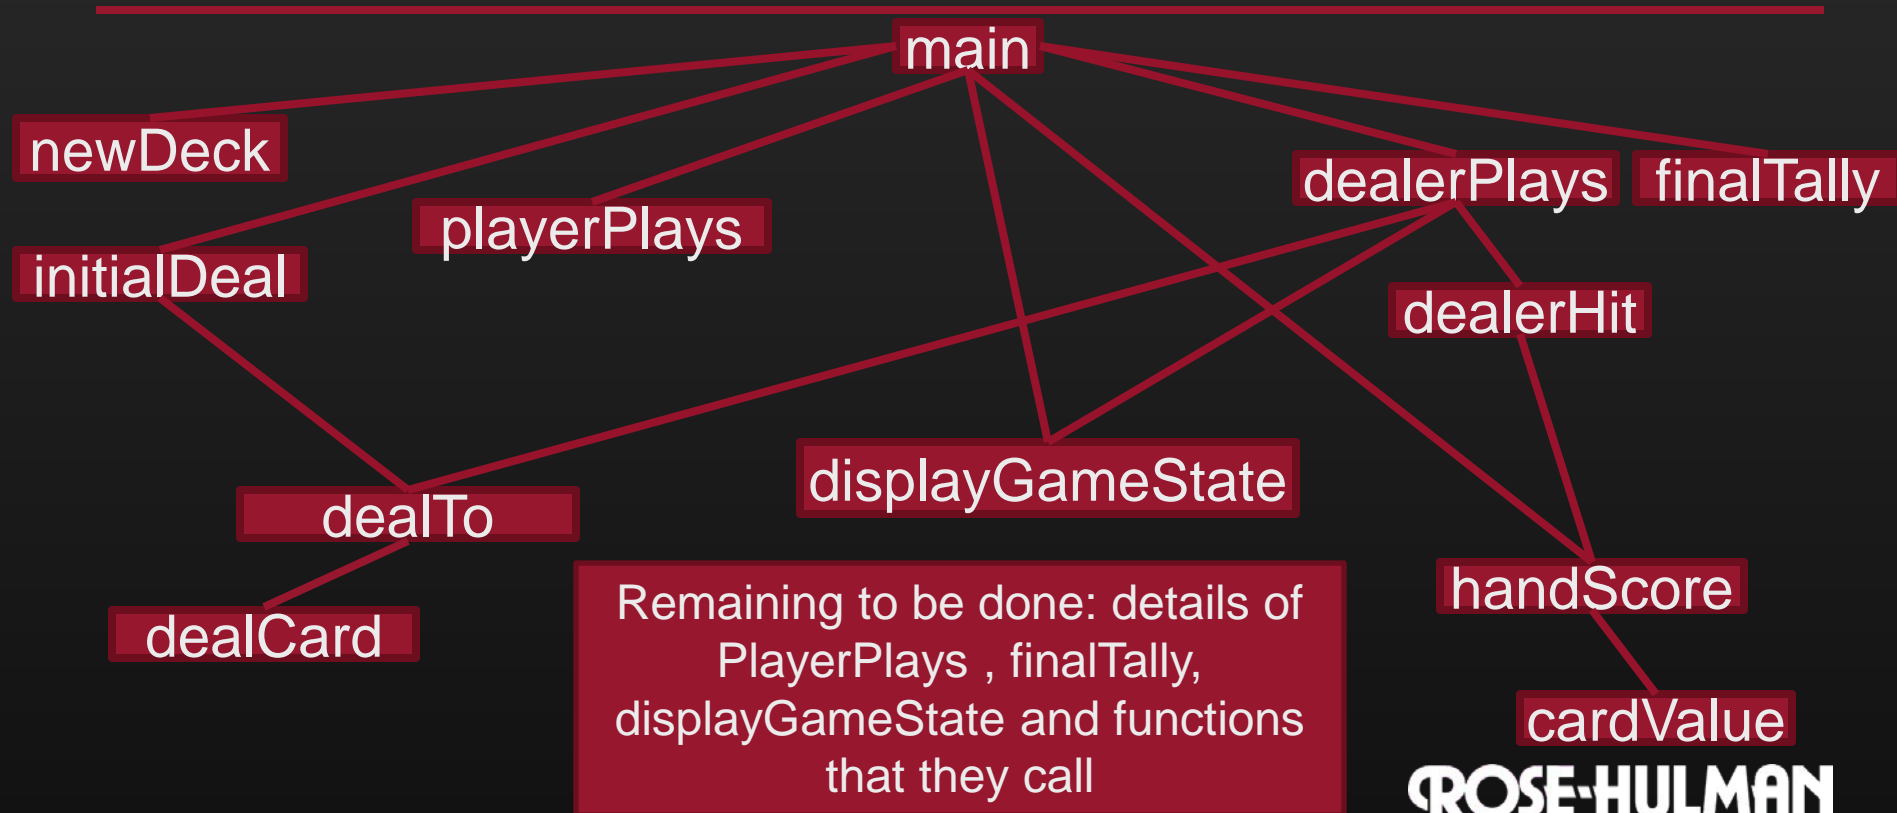 main
newDeck
dealerPlays
finalTally
playerPlays
initialDeal
dealerHit
displayGameState
dealTo
handScore
dealCard
Remaining to be done: details of
PlayerPlays , finalTally,
displayGameState and functions
that they call
cardValue
ROSE-HULMAN